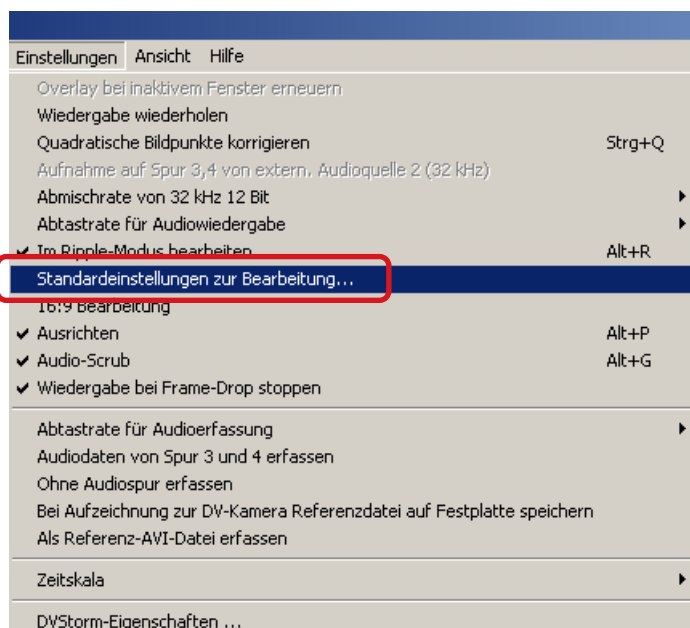 Einstellungen Ansicht Hilfe
Overlay bei inaktivem Fenster erneuern
Wiedergabe wiederholen
Quadratische Bildpunkte korrigieren Strg+Q
Aufnahme auf Spur 3,4 von extern. Audioquelle 2 (32 kHz)
Abmischrate von 32 kHz 12 Bit
Abtastrate für Audiowiedergabe
Im Ripple-Modus bearbeiten Alt+R
Standardeinstellungen zur Bearbeitung...
16:9 Bearbeitung
Ausrichten Alt+P
Audio-Scrub Alt+G
Wiedergabe bei Frame-Drop stoppen
Abtastrate für Audioerfassung
Audiodaten von Spur 3 und 4 erfassen
Ohne Audiospur erfassen
Bei Aufzeichnung zur DV-Kamera Referenzdatei auf Festplatte speichern
Als Referenz-AVI-Datei erfassen
Zeitskala
DVStorm-Eigenschaften ...